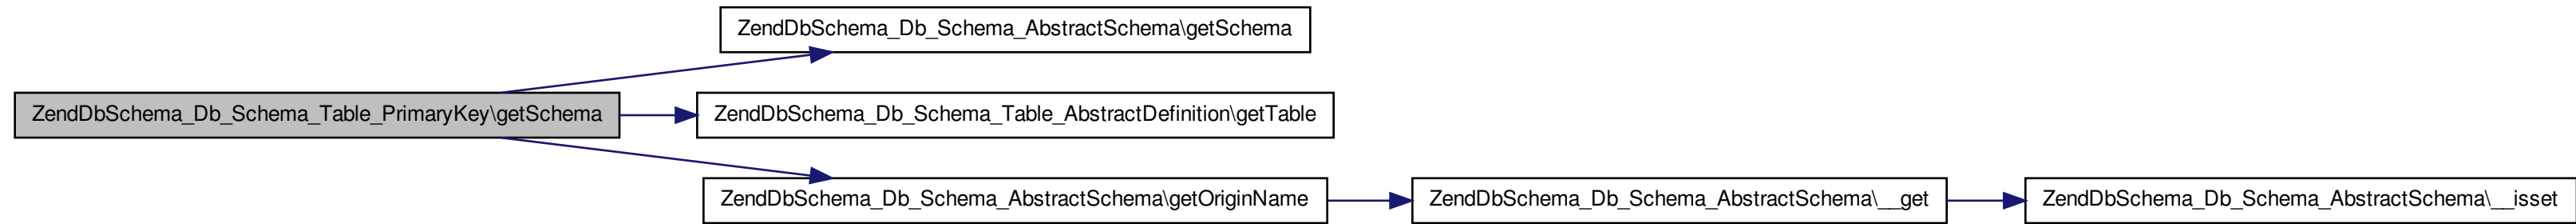 ZendDbSchema_Db_Schema_AbstractSchema\getSchema
ZendDbSchema_Db_Schema_Table_PrimaryKey\getSchema
ZendDbSchema_Db_Schema_Table_AbstractDefinition\getTable
ZendDbSchema_Db_Schema_AbstractSchema\getOriginName
ZendDbSchema_Db_Schema_AbstractSchema\__get
ZendDbSchema_Db_Schema_AbstractSchema\__isset